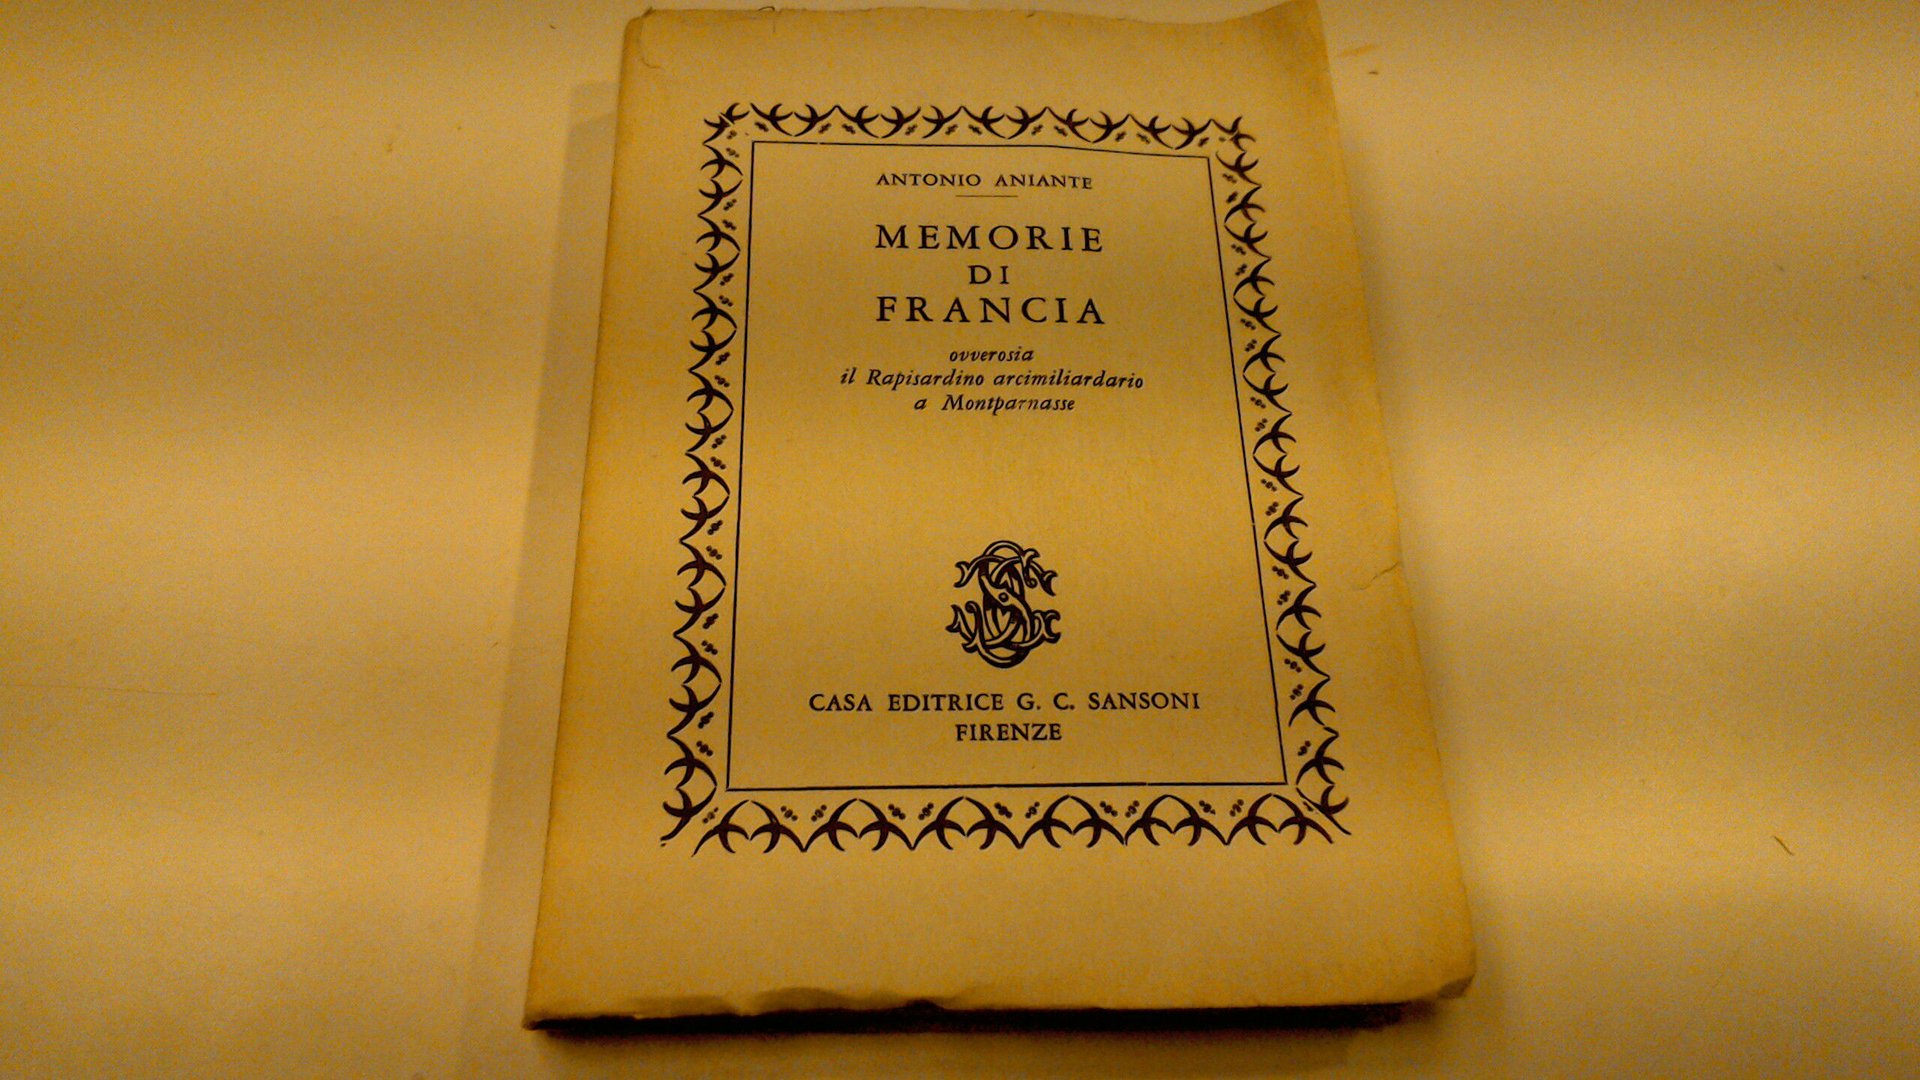 ANTONIO ANIANTE
MEMORIE
DI
FRANCIA
ovverosia
il Rapisardino arcimiliardario
a Montparnasse
CASA EDITRICE G. C. SANSONI
FIRENZE